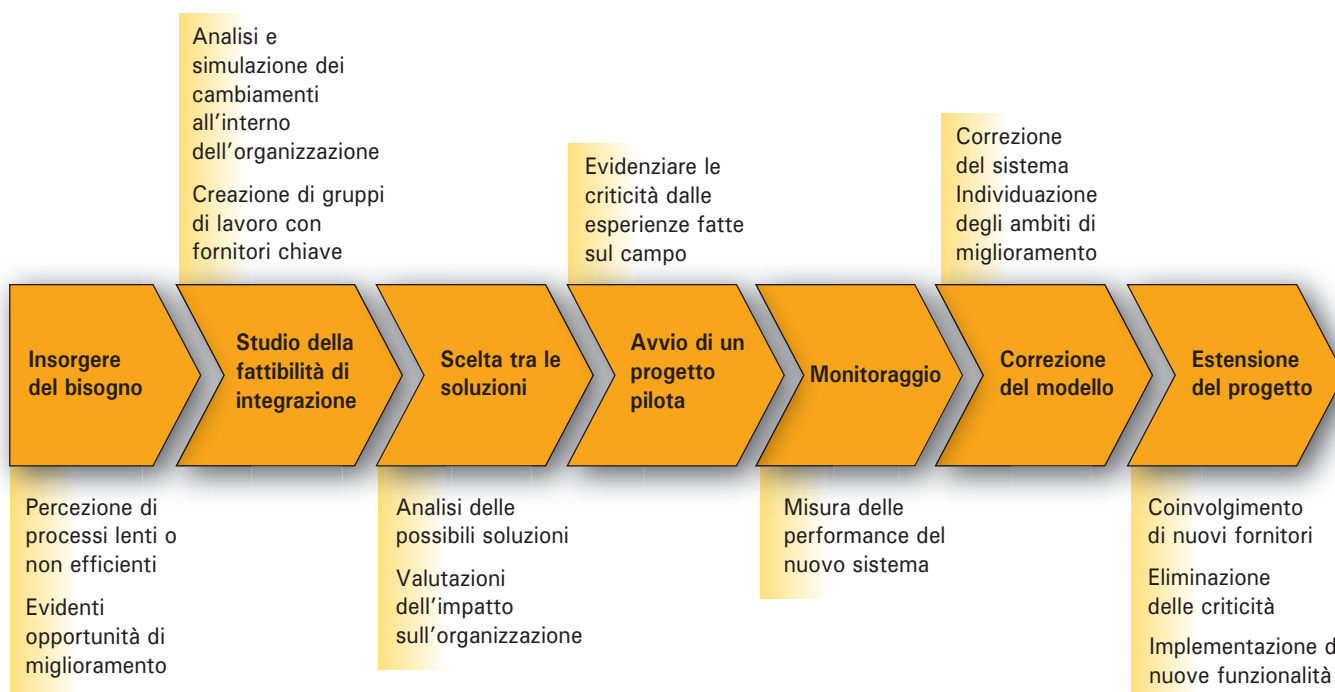 Analisi e
simulazione dei
cambiamenti
all'interno
dell'organizzazione
Creazione di gruppi
di lavoro con
fornitori chiave
Evidenziare le
criticità dalle
esperienze fatte
sul campo
Correzione
del sistema
Individuazione
degli ambiti di
miglioramento
Insorgere
del bisogno
Studio della
fattibilità di
integrazione
Scelta tra le
soluzioni
Avvio di un
progetto
pilota
Monitoraggio
Correzione
del modello
Estensione
del progetto
Percezione di
processi lenti o
non efficienti
Evidenti
opportunità di
miglioramento
Analisi delle
possibili soluzioni
Valutazioni
dell'impatto
sull'organizzazione
Misura delle
performance del
nuovo sistema
Coinvolgimento
di nuovi fornitori
Eliminazione
delle criticità
Implementazione
nuove funzionalità